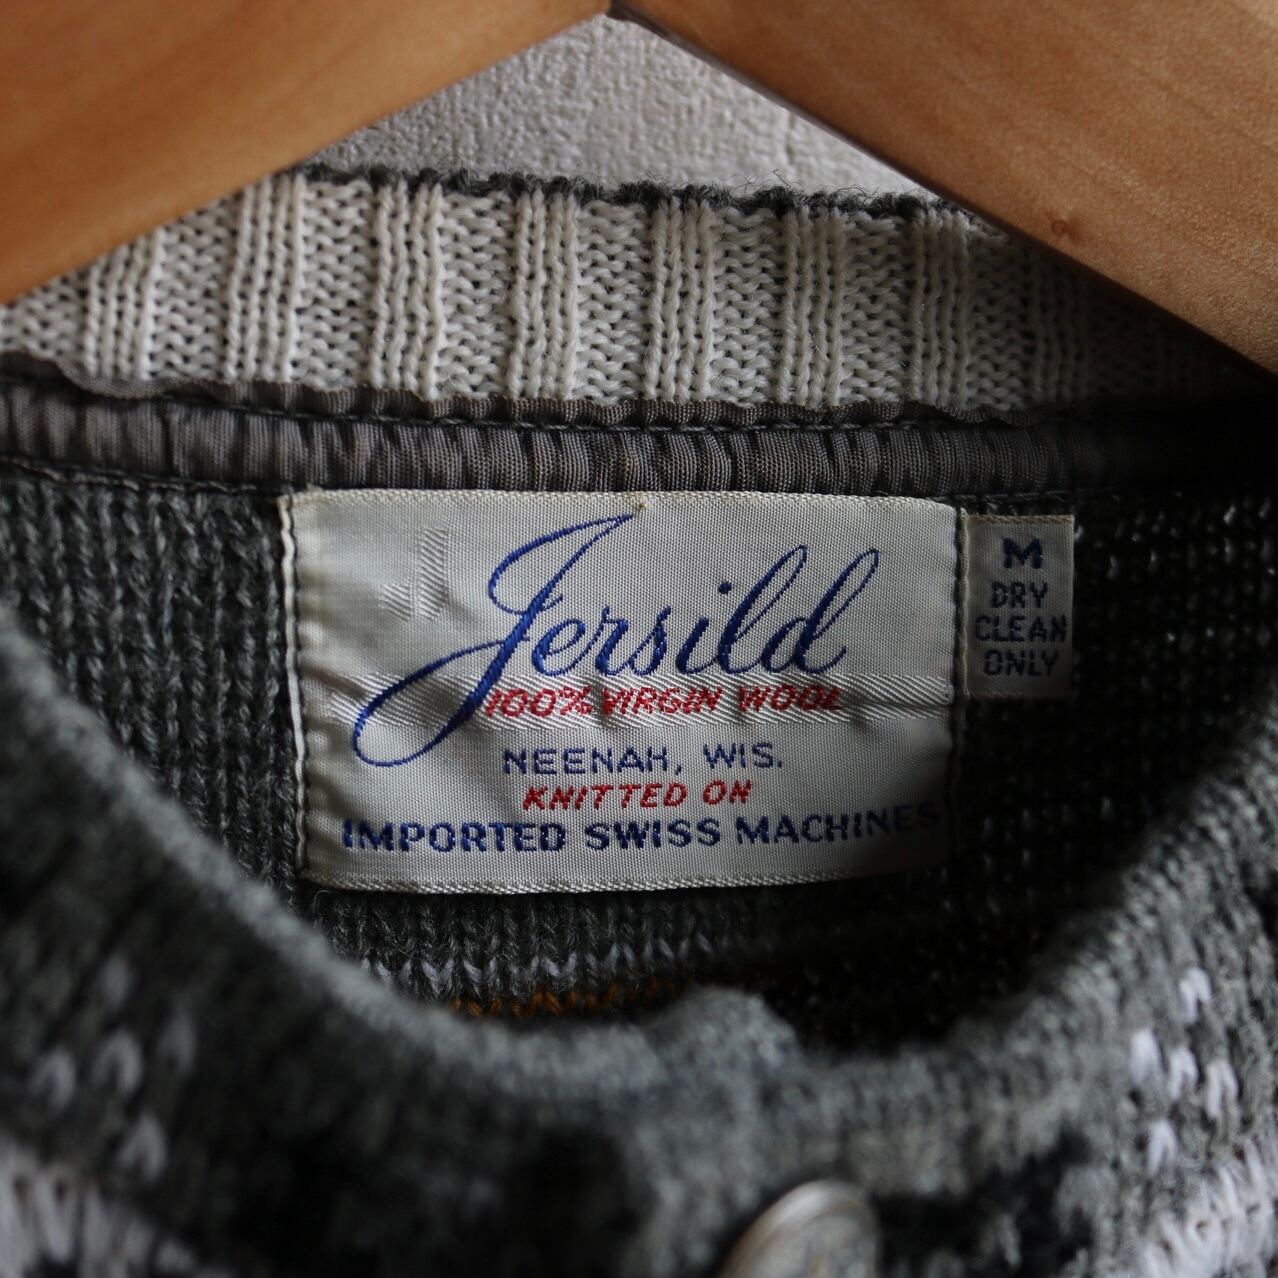 Jersild
100% VIRGIN WOOL
NEENAH, WIS.
KNITTED ON
IMPORTED SWISS MACHINES
M
DRY
CLEAN
ONLY